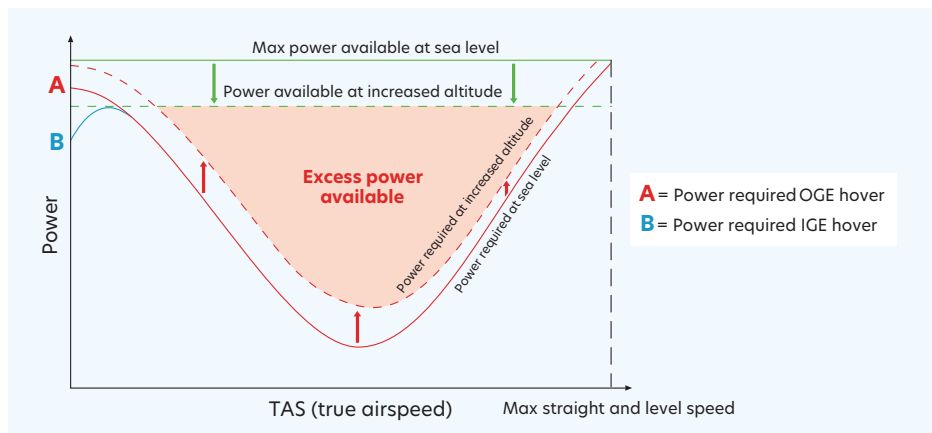 Max power available at sea level
A
Power available at increased altitude
B
Excess power
available
Power required at increased altitude
Power required at sea level
Power
A = Power required OGE hover
B = Power required IGE hover
TAS (true airspeed)
Max straight and level speed